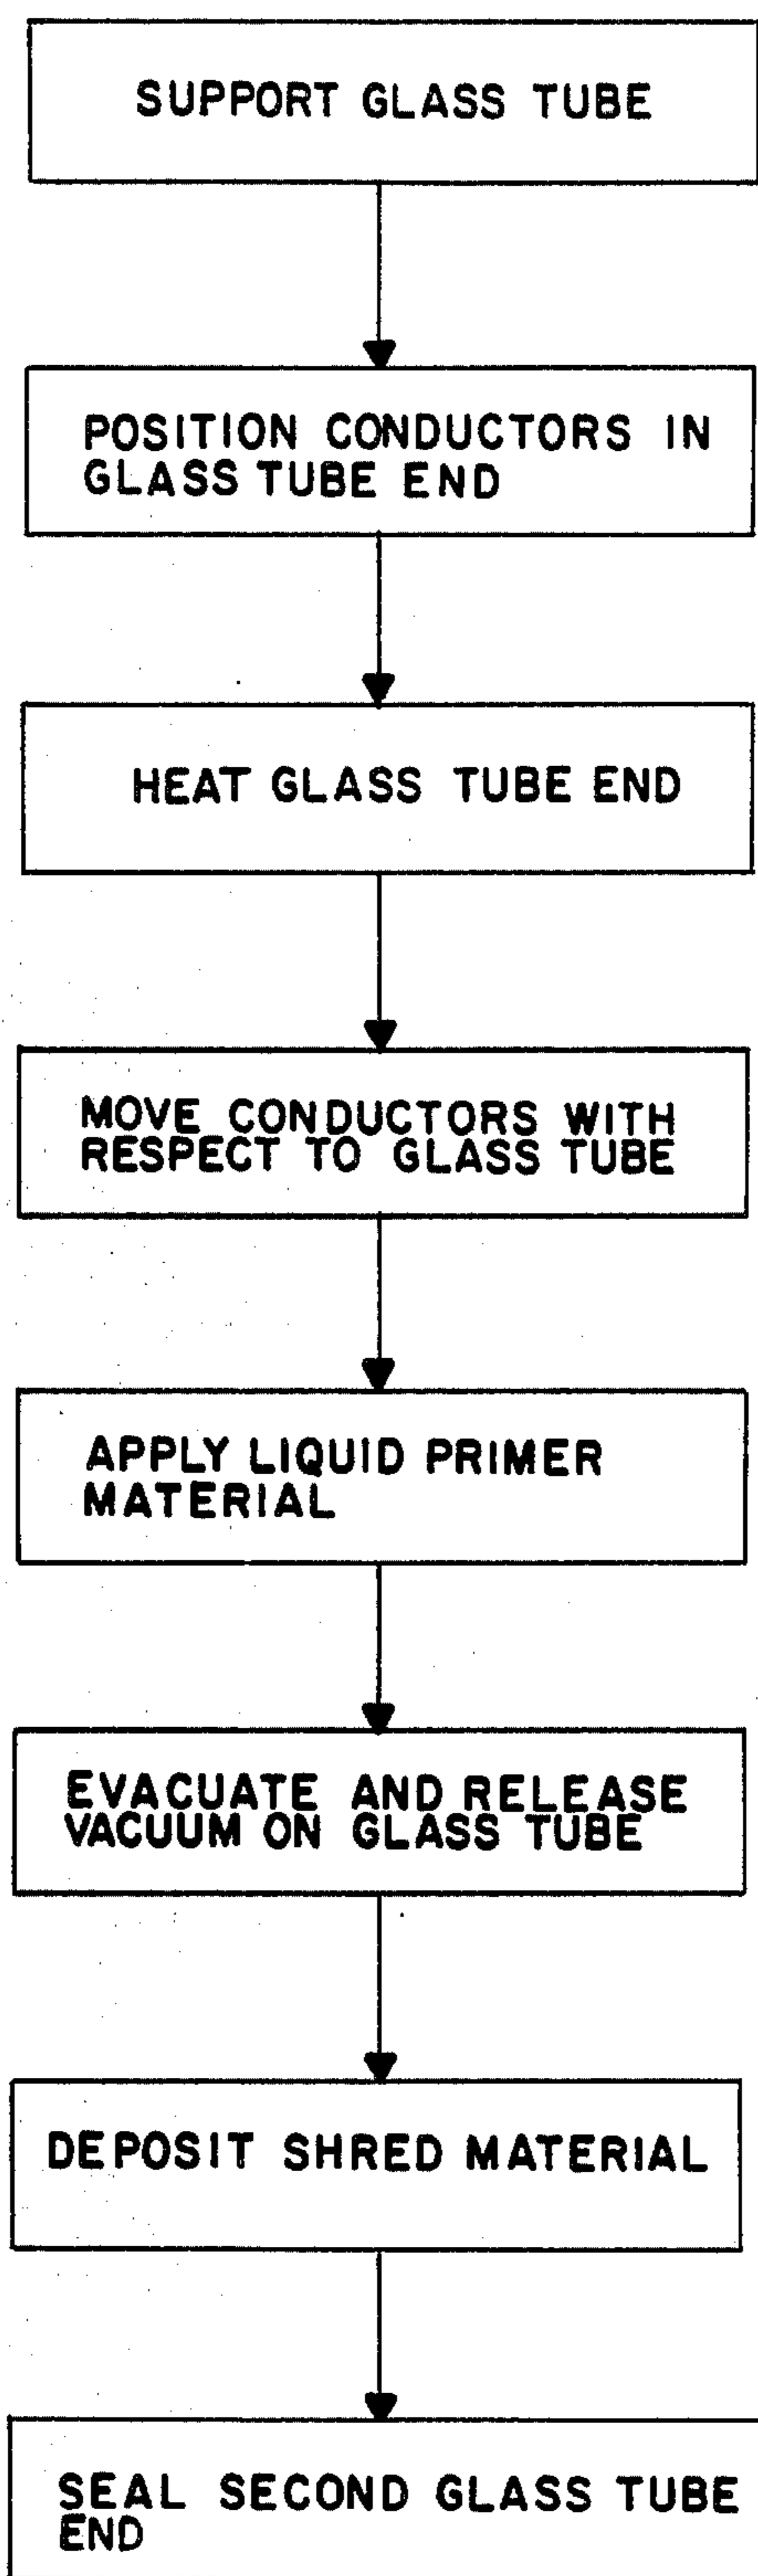 SUPPORT GLASS TUBE
POSITION CONDUCTORS IN
GLASS TUBE END
HEAT GLASS TUBE END
MOVE CONDUCTORS WITH
RESPECT TO GLASS TUBE
APPLY LIQUID PRIMER
MATERIAL
EVACUATE AND RELEASE
VACUUM ON GLASS TUBE
DEPOSIT SHRED MATERIAL
SEAL SECOND GLASS TUBE
END